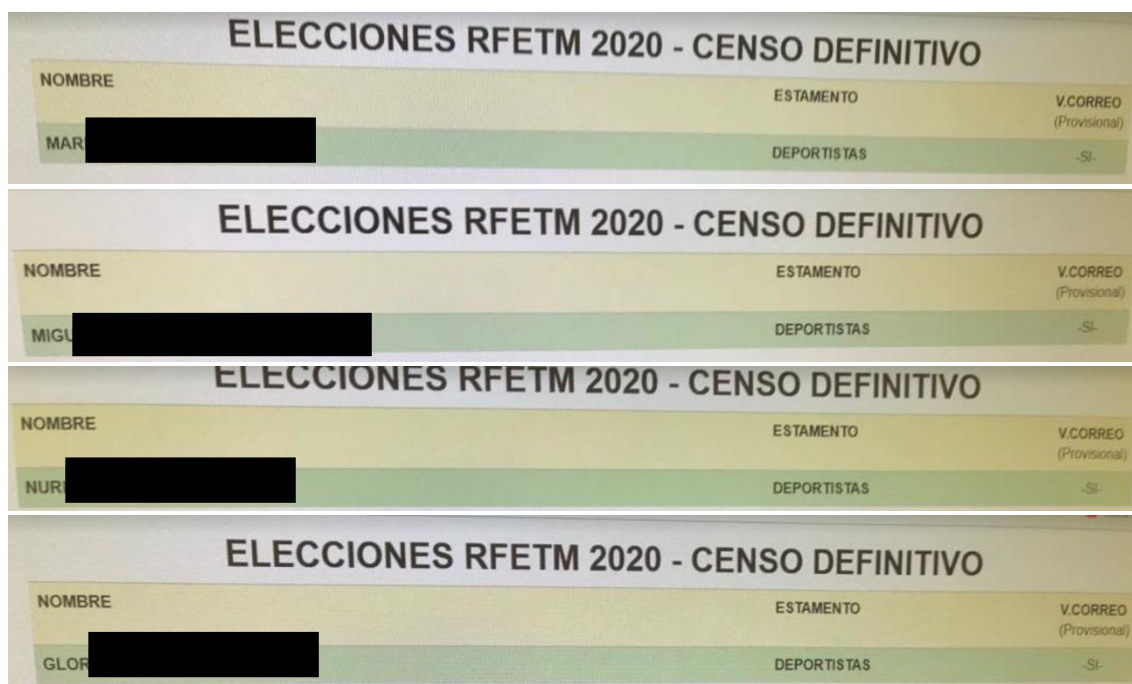 ELECCIONES RFETM 2020 - CENSO DEFINITIVO
NOMBRE ESTAMENTO V.CORREO
(Provisional)
MAR DEPORTISTAS -SI-
ELECCIONES RFETM 2020 - CENSO DEFINITIVO
NOMBRE ESTAMENTO V.CORREO
(Provisional)
MIGU DEPORTISTAS -SI-
ELECCIONES RFETM 2020 - CENSO DEFINITIVO
NOMBRE ESTAMENTO V.CORREO
(Provisional)
NURI DEPORTISTAS -SI-
ELECCIONES RFETM 2020 - CENSO DEFINITIVO
NOMBRE ESTAMENTO V.CORREO
(Provisional)
GLOR DEPORTISTAS -SI-